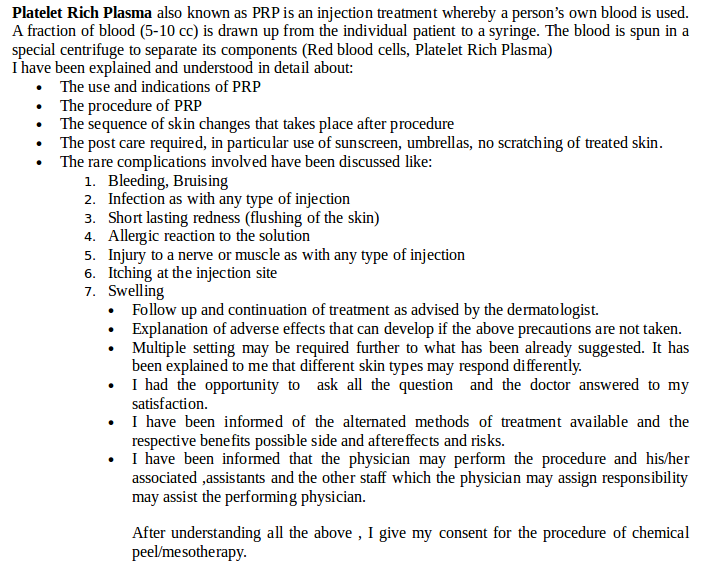 Platelet Rich Plasma also known as PRP is an injection treatment whereby a person's own blood is used.
A fraction of blood (5-10 cc) is drawn up from the individual patient to a syringe. The blood is spun in a
special centrifuge to separate its components (Red blood cells, Platelet Rich Plasma)
I have been explained and understood in detail about:
• The use and indications of PRP
• The procedure of PRP
• The sequence of skin changes that takes place after procedure
• The post care required, in particular use of sunscreen, umbrellas, no scratching of treated skin.
• The rare complications involved have been discussed like:
1. Bleeding, Bruising
2. Infection as with any type of injection
3. Short lasting redness (flushing of the skin)
4. Allergic reaction to the solution
5. Injury to a nerve or muscle as with any type of injection
6. Itching at the injection site
7. Swelling
• Follow up and continuation of treatment as advised by the dermatologist.
• Explanation of adverse effects that can develop if the above precautions are not taken.
• Multiple setting may be required further to what has been already suggested. It has
been explained to me that different skin types may respond differently.
• I had the opportunity to ask all the question and the doctor answered to my
satisfaction.
• I have been informed of the alternated methods of treatment available and the
respective benefits possible side and aftereffects and risks.
• I have been informed that the physician may perform the procedure and his/her
associated ,assistants and the other staff which the physician may assign responsibility
may assist the performing physician.
After understanding all the above , I give my consent for the procedure of chemical
peel/mesotherapy.